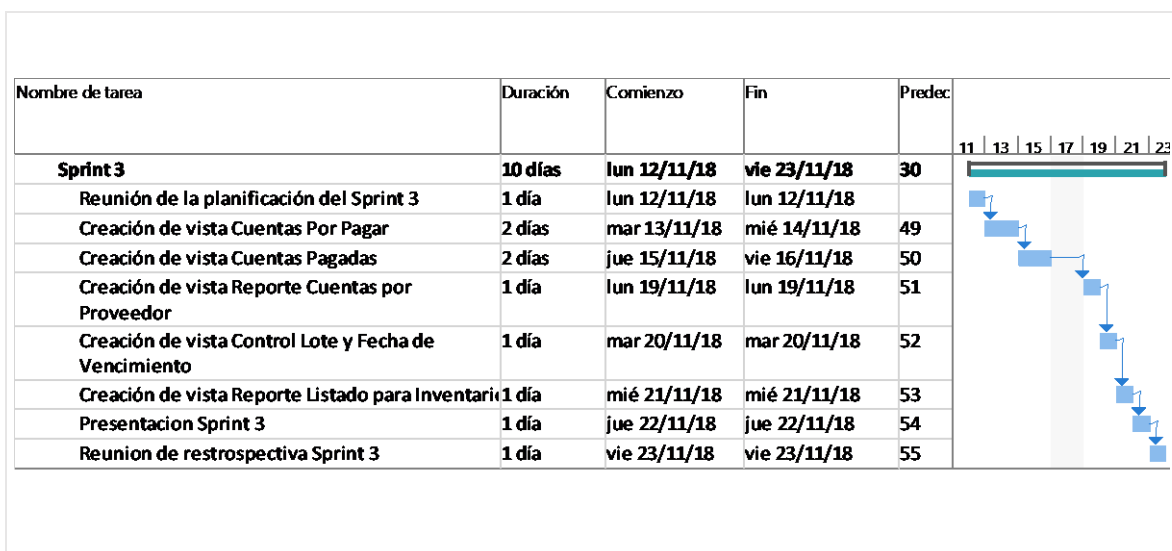 Nombre de tarea Duración Comienzo Fin Predec
11 13 15 17 19 21 23
Sprint 3 10 días lun 12/11/18 vie 23/11/18 30
Reunión de la planificación del Sprint 3 1 día lun 12/11/18 lun 12/11/18
Creación de vista Cuentas Por Pagar 2 días mar 13/11/18 mié 14/11/18 49
Creación de vista Cuentas Pagadas 2 días jue 15/11/18 vie 16/11/18 50
Creación de vista Reporte Cuentas por 1 día lun 19/11/18 lun 19/11/18 51
Proveedor
Creación de vista Control Lote y Fecha de 1 día mar 20/11/18 mar 20/11/18 52
Vencimiento
Creación de vista Reporte Listado para Inventari 1 día mié 21/11/18 mié 21/11/18 53
Presentacion Sprint 3 1 día jue 22/11/18 jue 22/11/18 54
Reunion de restrospectiva Sprint 3 1 día vie 23/11/18 vie 23/11/18 55